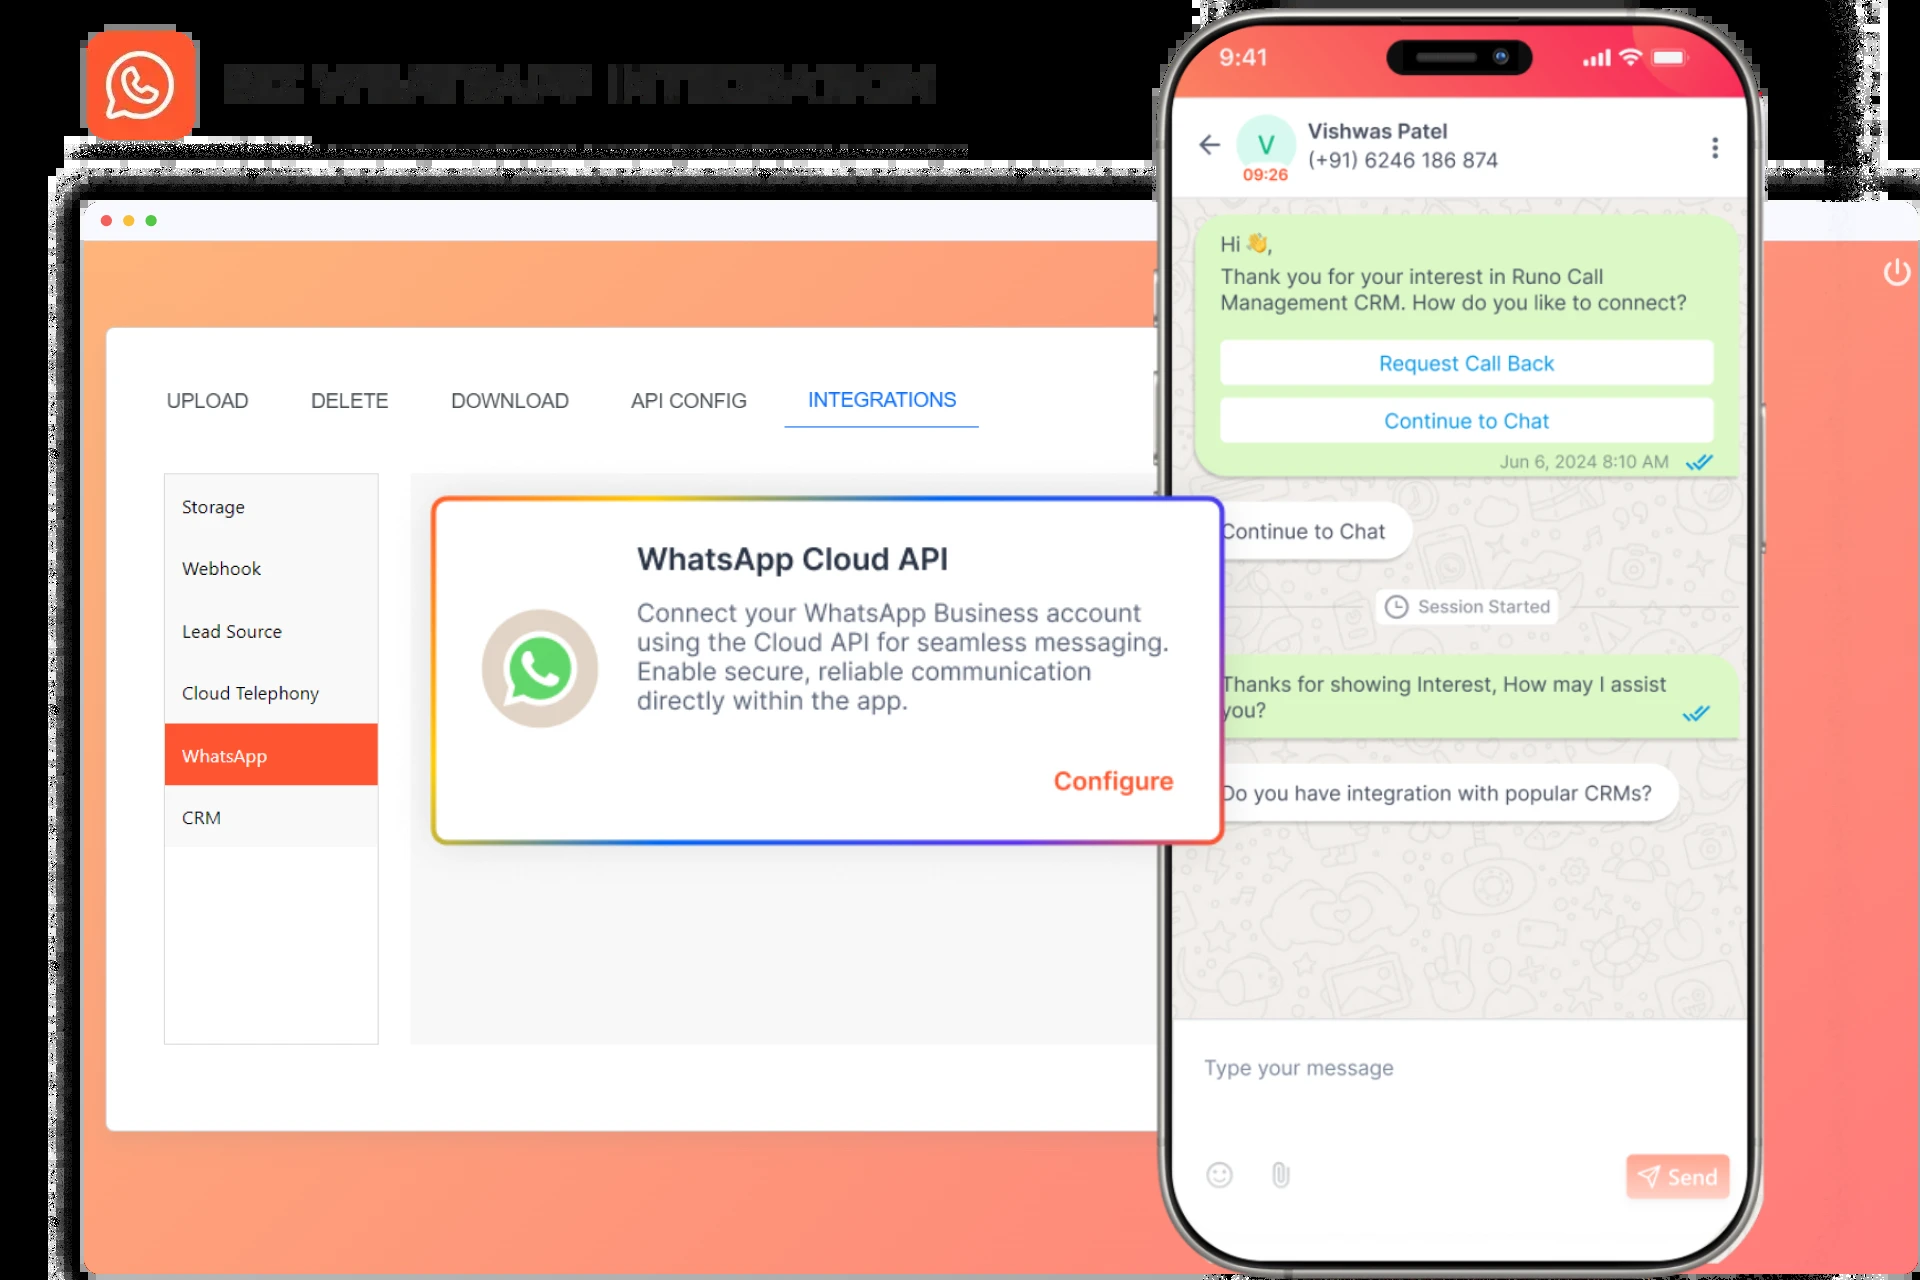 BIZ WHATSAPP INTEGRATION
UPLOAD
DELETE
DOWNLOAD
API CONFIG
INTEGRATIONS
Storage
Webhook
Lead Source
Cloud Telephony
WhatsApp
CRM
WhatsApp Cloud API
Connect your WhatsApp Business account
using the Cloud API for seamless messaging.
Enable secure, reliable communication
directly within the app.
Configure
9:41
V
09:26
Vishwas Patel
(+91) 6246 186 874
Hi 👋,
Thank you for your interest in Runo Call
Management CRM. How do you like to connect?
Request Call Back
Continue to Chat
Jun 6, 2024 8:10 AM
Continue to Chat
Session Started
Thanks for showing Interest, How may I assist
you?
Do you have integration with popular CRMs?
Type your message
Send